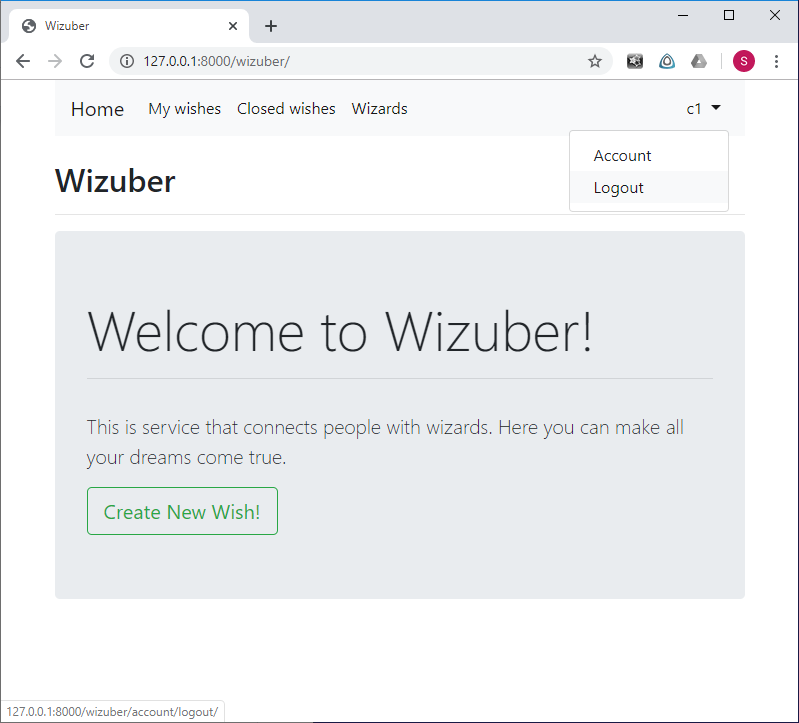 Wizuber
127.0.0.1:8000/wizuber/
S
Home My wishes Closed wishes Wizards c1
Account
Logout
Wizuber
Welcome to Wizuber!
This is service that connects people with wizards. Here you can make all
your dreams come true.
Create New Wish!
127.0.0.1:8000/wizuber/account/logout/